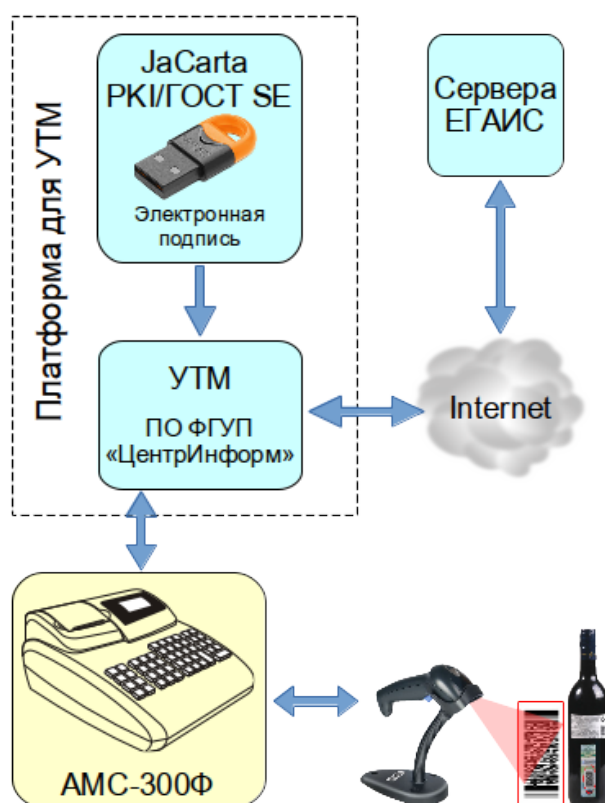 JaCarta
PKI/ГОСТ SE
Электронная
подпись
Платформа для УТМ
УТМ
ПО ФГУП
«ЦентрИнформ»
Сервера
ЕГАИС
Internet
АМС-300Ф